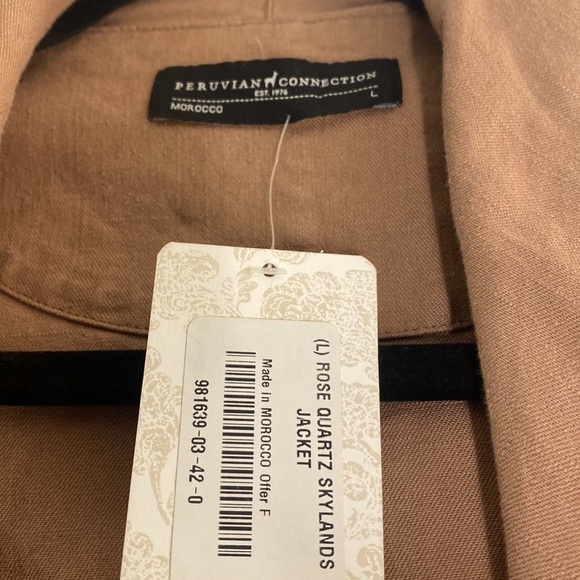 PERUVIAN CONNECTION
EST. 1976
MOROCCO L
(L) ROSE QUARTZ SKYLANDS
JACKET
Made in MOROCCO Offer F
981639-03-42-0